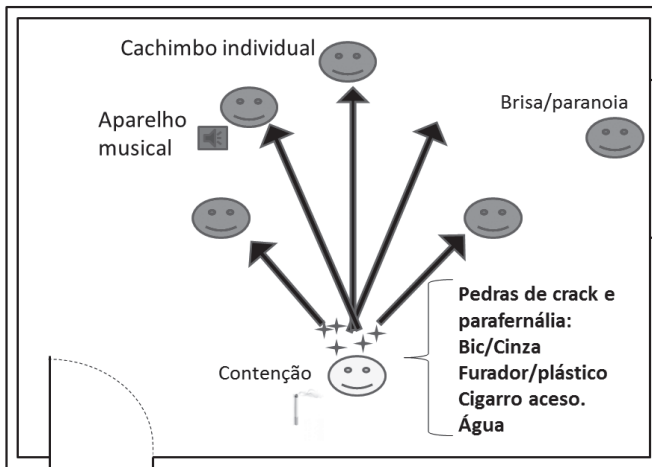 Cachimbo individual
Brisa/paranoia
Aparelho
musical
Pedras de crack e
parafernália:
Bic/Cinza
Furador/plástico
Cigarro aceso.
Água
Contenção